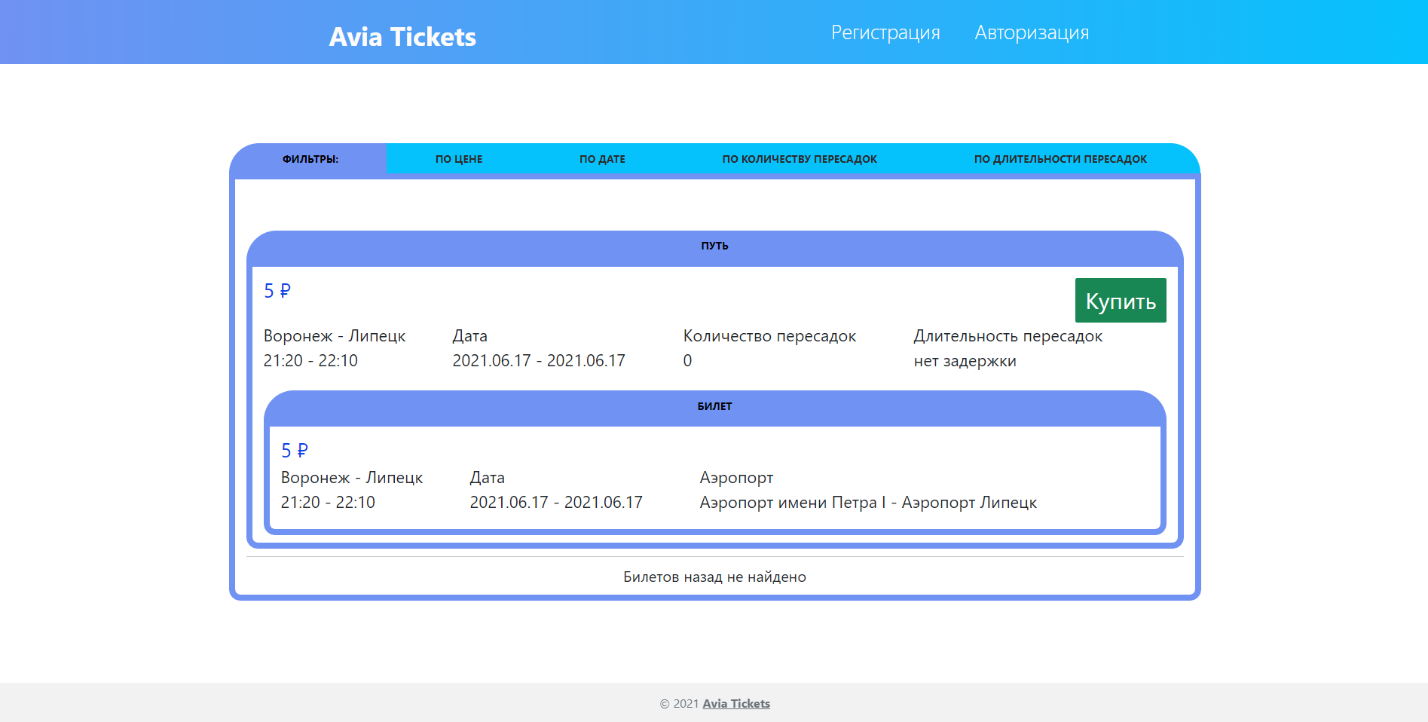 Avia Tickets Регистрация Авторизация
ФИЛЬТРЫ: ПО ЦЕНЕ ПО ДАТЕ ПО КОЛИЧЕСТВУ ПЕРЕСАДОК ПО ДЛИТЕЛЬНОСТИ ПЕРЕСАДОК
ПУТЬ
5 ₽ Купить
Воронеж - Липецк Дата Количество пересадок Длительность пересадок
21:20 - 22:10 2021.06.17 - 2021.06.17 0 нет задержки
БИЛЕТ
5 ₽
Воронеж - Липецк Дата Аэропорт
21:20 - 22:10 2021.06.17 - 2021.06.17 Аэропорт имени Петра I - Аэропорт Липецк
Билетов назад не найдено
© 2021 Avia Tickets